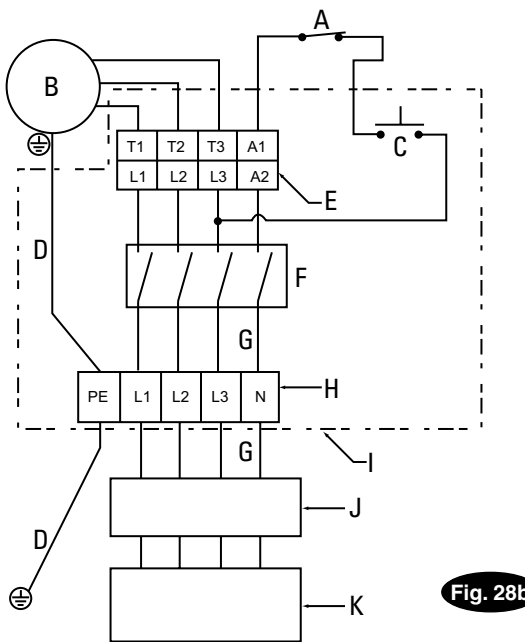 A
B
C
T1 T2 T3 A1
L1 L2 L3 A2
E
D
F
G
PE L1 L2 L3 N
H
I
G
J
D
K
Fig. 28b